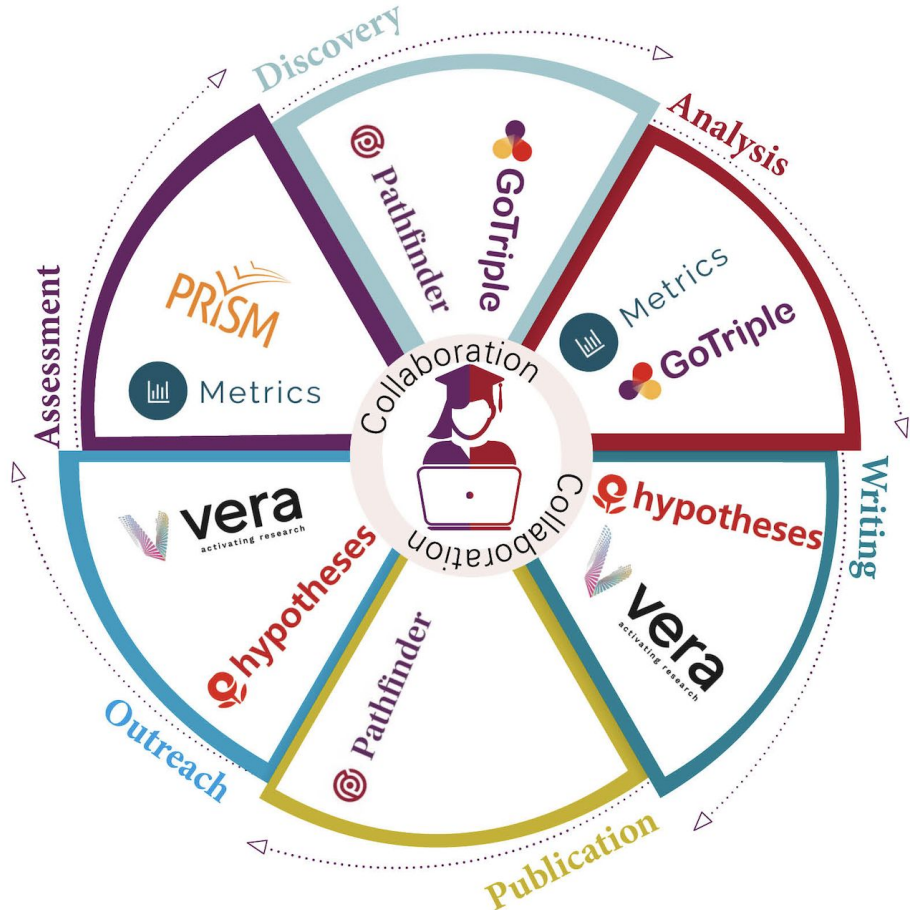 Discovery
Pathfinder
GoTriple
Analysis
Metrics
GoTriple
Writing
hypotheses
vera
activating research
Publication
Pathfinder
Outreach
hypotheses
vera
activating research
Assessment
PRISM
Metrics
Collaboration
Collaboration